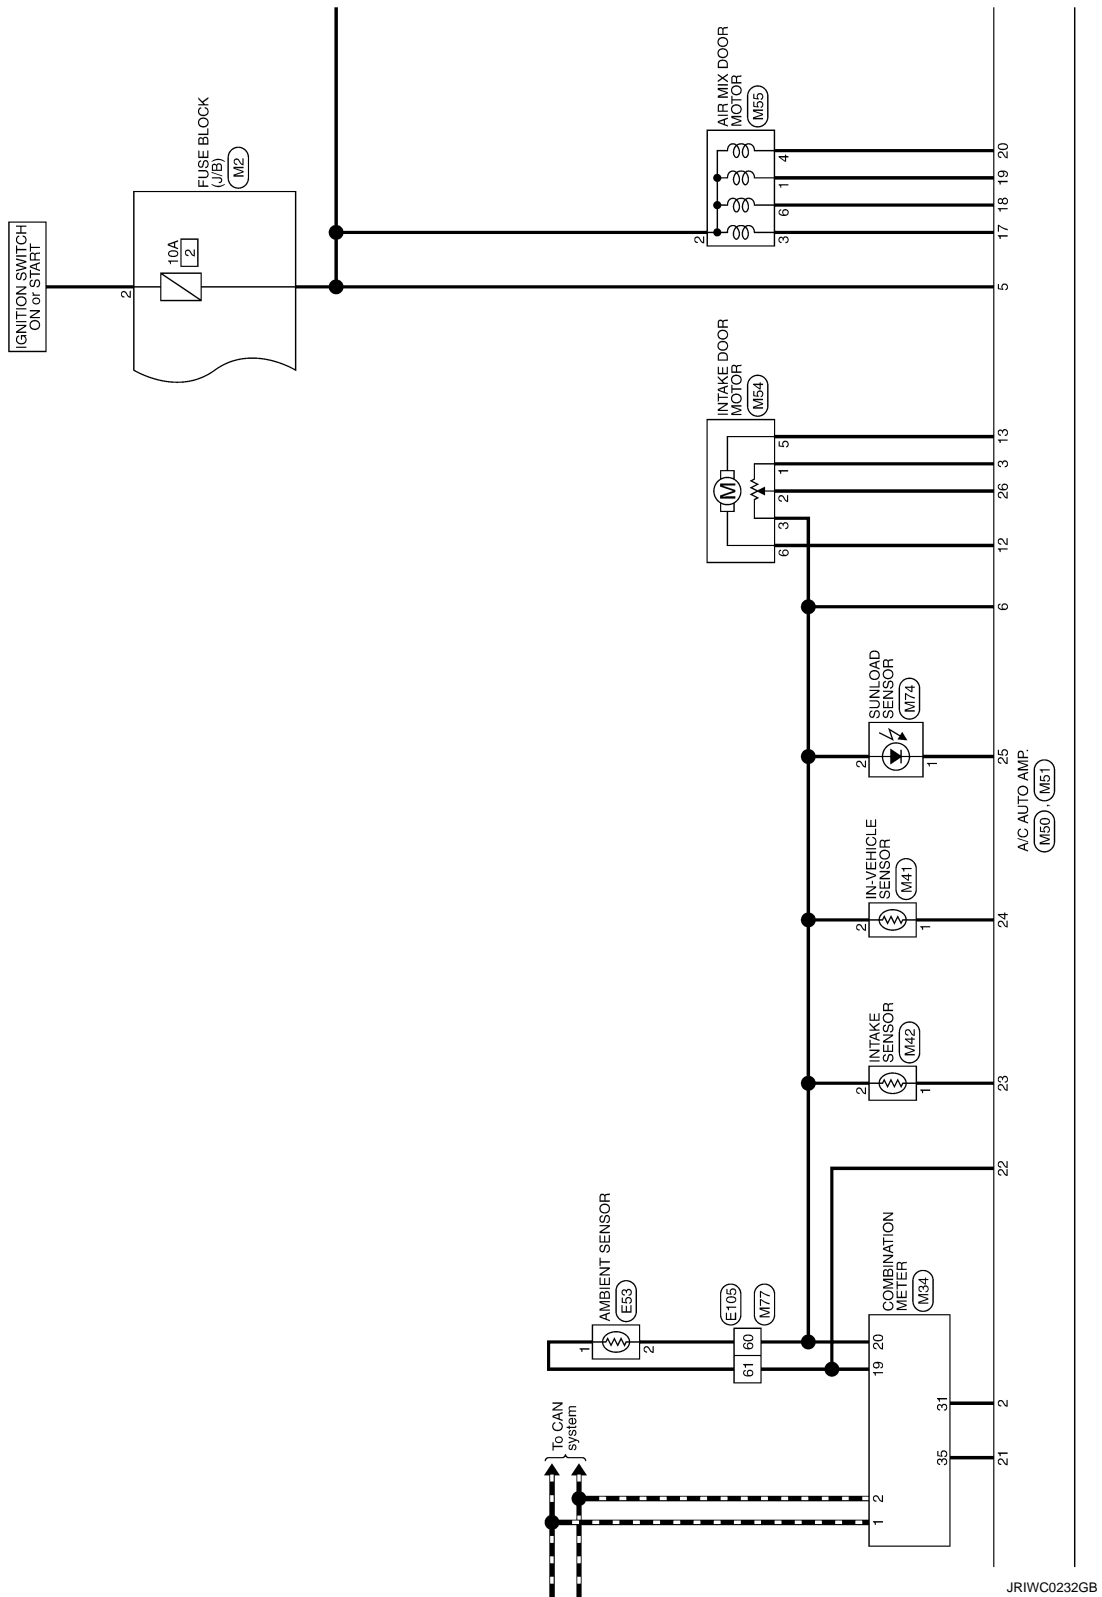 IGNITION SWITCH
ON or START
2
10A
2
FUSE BLOCK
(J/B)
M2
AIR MIX DOOR
MOTOR
M55
2
4
1
6
3
20
19
18
17
5
INTAKE DOOR
MOTOR
M54
M
5
1
2
3
6
13
3
26
12
6
SUNLOAD
SENSOR
M74
2
1
25
A/C AUTO AMP.
M50 , M51
IN-VEHICLE
SENSOR
M41
2
1
24
INTAKE
SENSOR
M42
2
1
23
22
AMBIENT SENSOR
E53
1
2
E105
M77
60
61
COMBINATION
METER
M34
20
19
31
35
2
1
2
21
To CAN
system
JRIWC0232GB